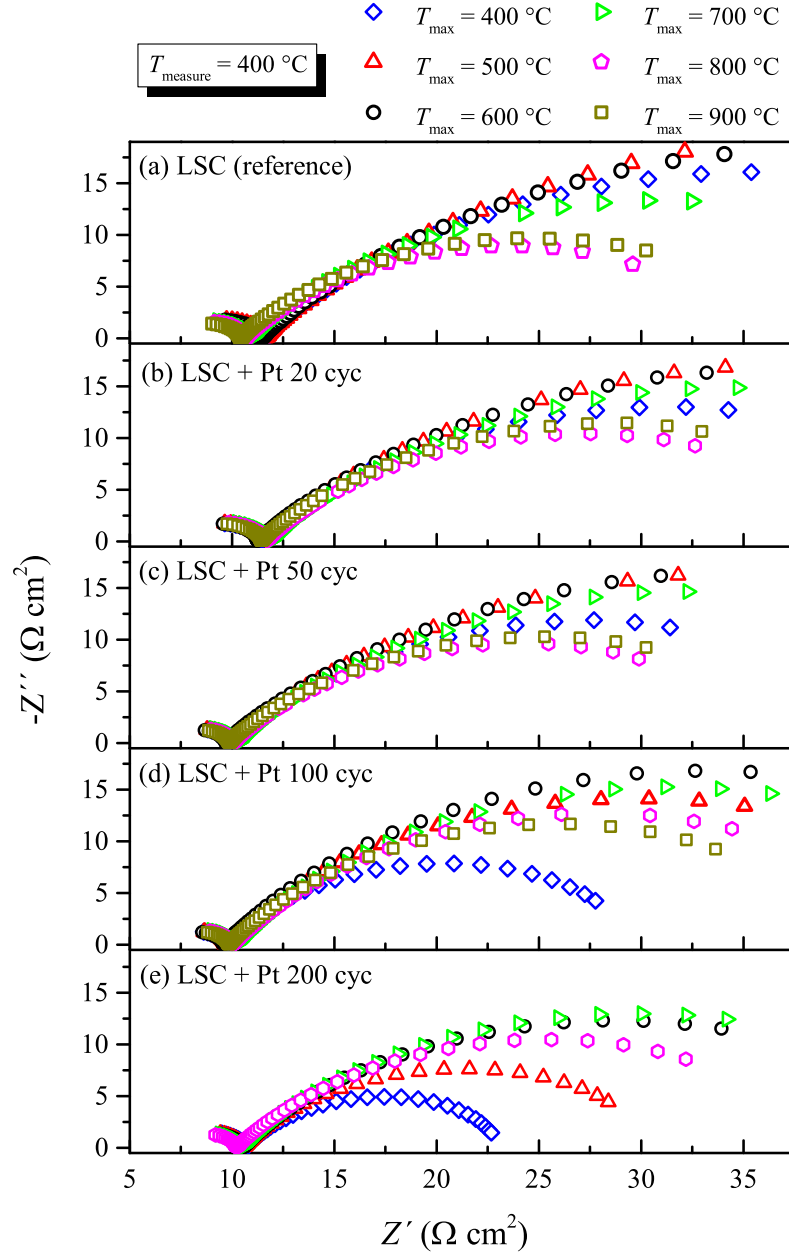 T_measure = 400 °C
T_max = 400 °C
T_max = 500 °C
T_max = 600 °C
T_max = 700 °C
T_max = 800 °C
T_max = 900 °C
(a) LSC (reference)
15
10
5
0
(b) LSC + Pt 20 cyc
15
10
5
0
(c) LSC + Pt 50 cyc
15
10
5
0
(d) LSC + Pt 100 cyc
15
10
5
0
(e) LSC + Pt 200 cyc
15
10
5
0
5 10 15 20 25 30 35
-Z´´ (Ω cm²)
Z´ (Ω cm²)